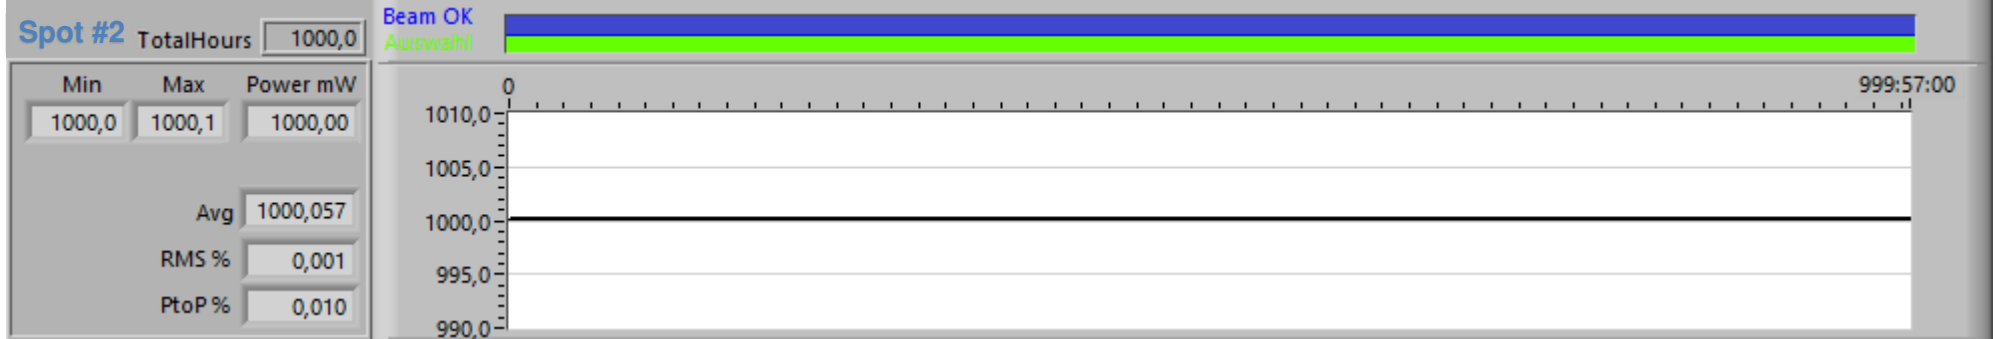 Spot #2 TotalHours 1000,0
Beam OK
Auswahl
Min Max Power mW
1000,0 1000,1 1000,00
Avg 1000,057
RMS % 0,001
PtoP % 0,010
0 999:57:00
1010,0
1005,0
1000,0
995,0
990,0